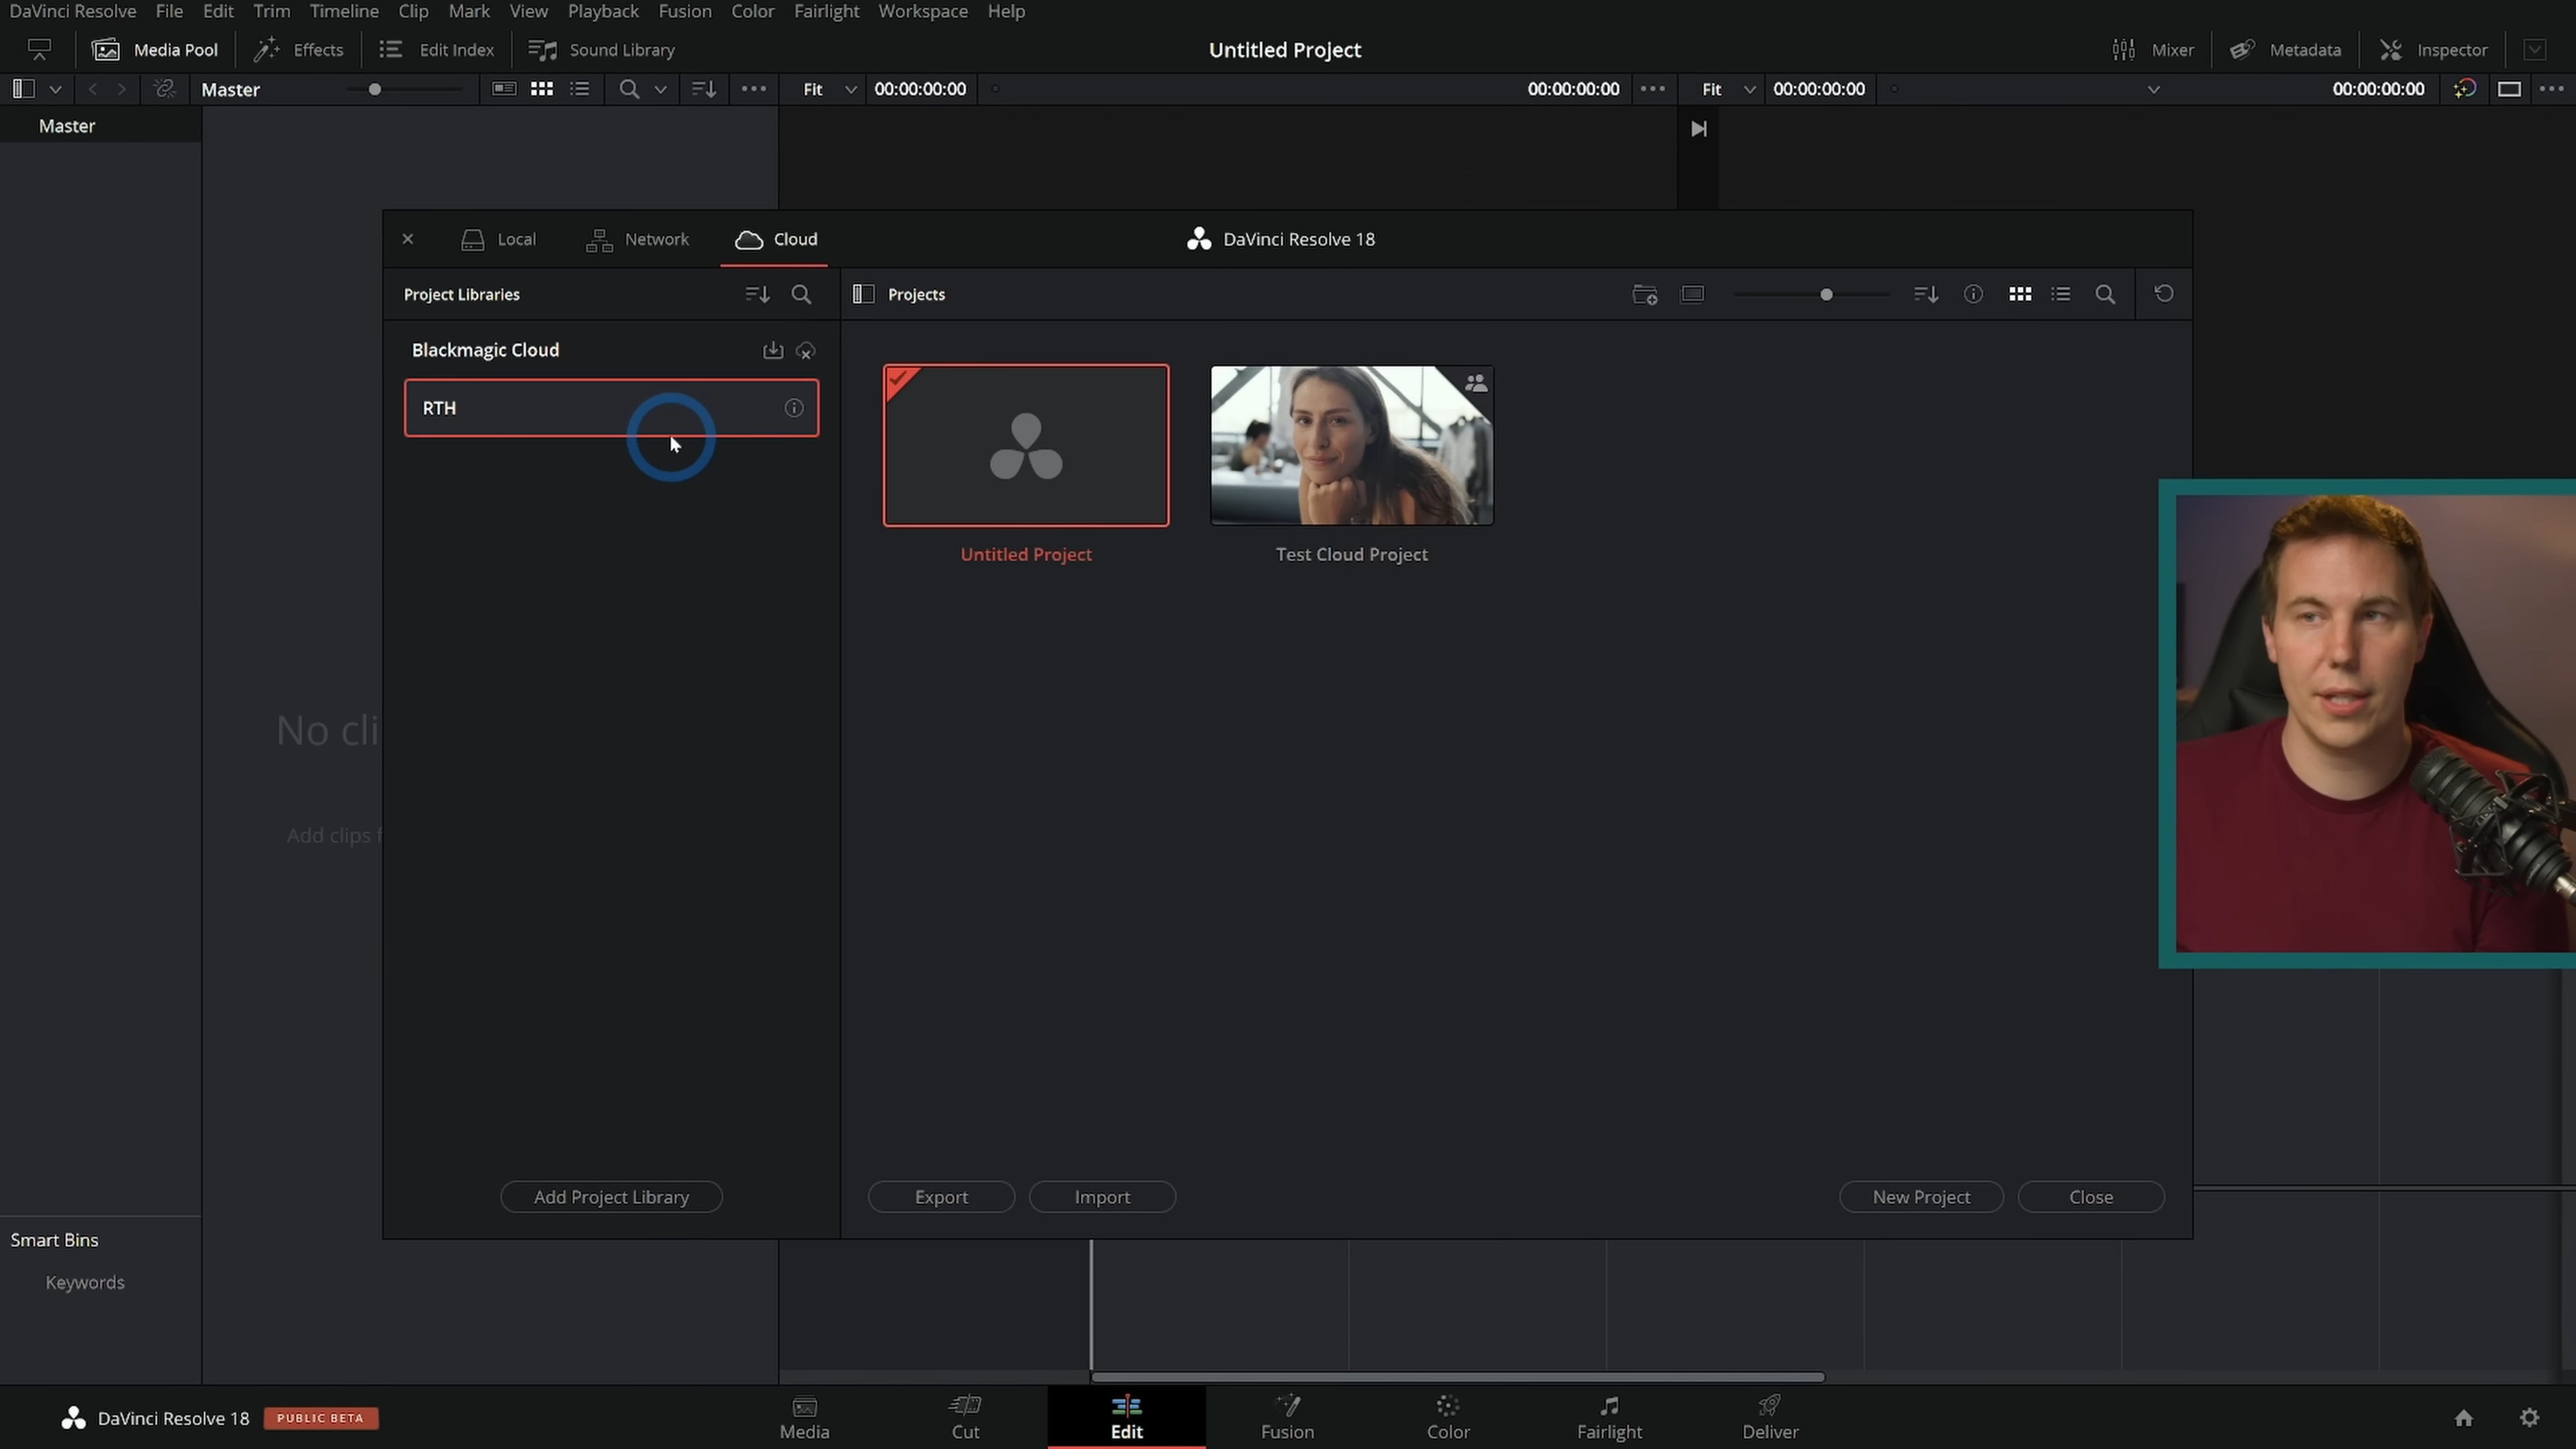 DaVinci Resolve File Edit Trim Timeline Clip Mark View Playback Fusion Color Fairlight Workspace Help
Media Pool Effects Edit Index Sound Library Untitled Project Mixer Metadata Inspector
Master Fit 00:00:00:00 00:00:00:00 Fit 00:00:00:00 00:00:00:00
Master
Local Network Cloud DaVinci Resolve 18
Project Libraries Projects
Blackmagic Cloud
RTH
Untitled Project Test Cloud Project
No cli
Add clips f
Add Project Library Export Import New Project Close
Smart Bins
Keywords
DaVinci Resolve 18 PUBLIC BETA
Media Cut Edit Fusion Color Fairlight Deliver